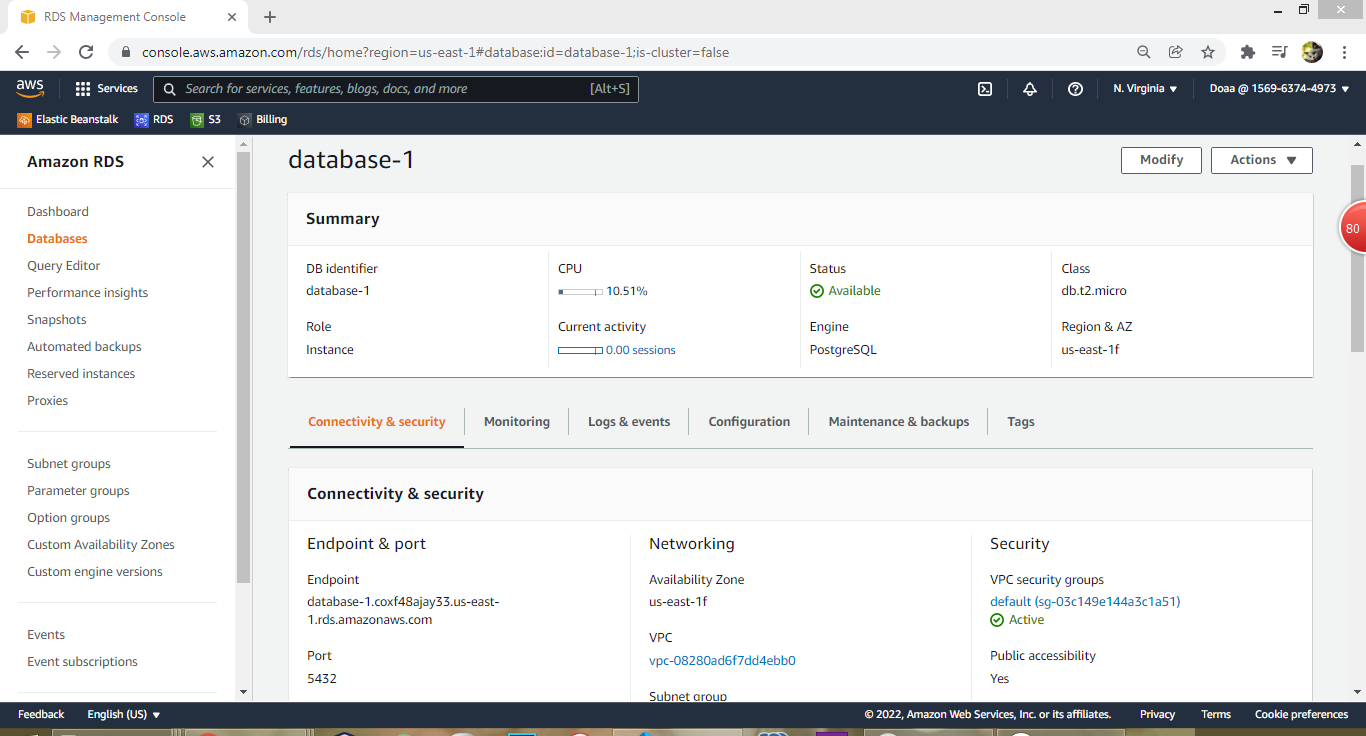 RDS Management Console
console.aws.amazon.com/rds/home?region=us-east-1#database:id=database-1;is-cluster=false
aws
Services
Search for services, features, blogs, docs, and more
[Alt+S]
N. Virginia
Doaa @ 1569-6374-4973
Elastic Beanstalk
RDS
S3
Billing
Amazon RDS
Dashboard
Databases
Query Editor
Performance insights
Snapshots
Automated backups
Reserved instances
Proxies
Subnet groups
Parameter groups
Option groups
Custom Availability Zones
Custom engine versions
Events
Event subscriptions
database-1
Modify
Actions
80
Summary
DB identifier
database-1
CPU
10.51%
Status
Available
Class
db.t2.micro
Role
Instance
Current activity
0.00 sessions
Engine
PostgreSQL
Region & AZ
us-east-1f
Connectivity & security
Monitoring
Logs & events
Configuration
Maintenance & backups
Tags
Connectivity & security
Endpoint & port
Endpoint
database-1.coxf48ajay33.us-east-
1.rds.amazonaws.com
Port
5432
Networking
Availability Zone
us-east-1f
VPC
vpc-08280ad6f7dd4ebb0
Subnet group
Security
VPC security groups
default (sg-03c149e144a3c1a51)
Active
Public accessibility
Yes
Feedback
English (US)
© 2022, Amazon Web Services, Inc. or its affiliates.
Privacy
Terms
Cookie preferences